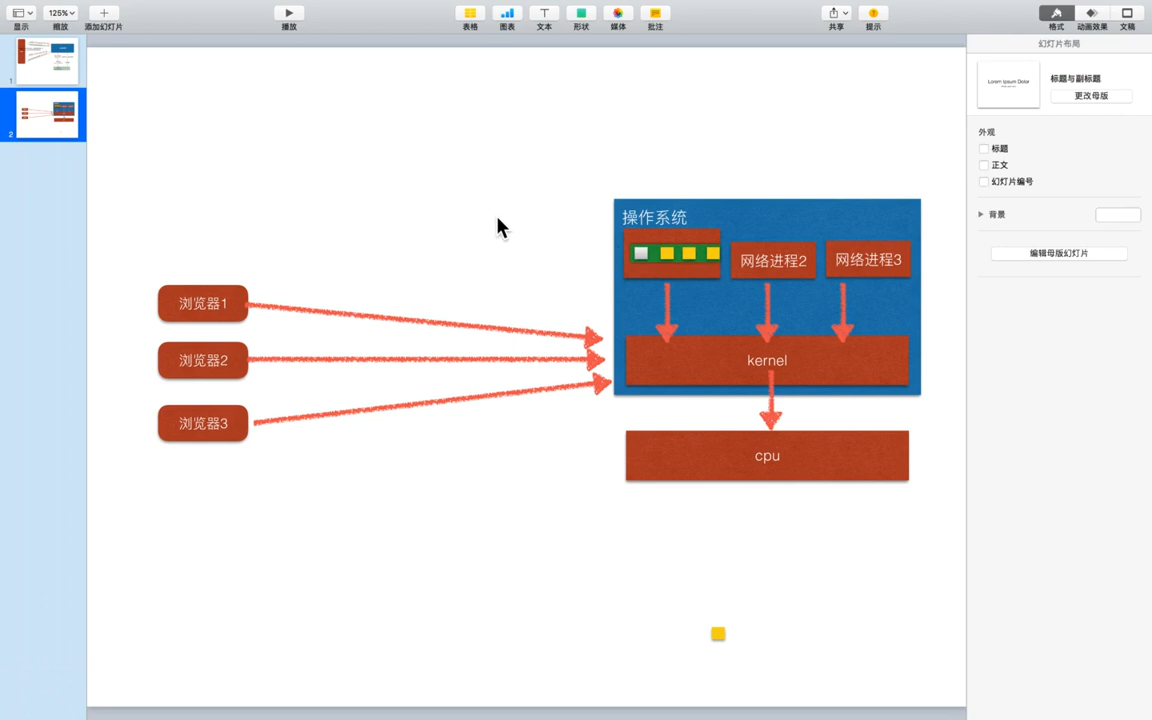 125%
显示
缩放
添加幻灯片
播放
表格
图表
文本
形状
媒体
批注
共享
提示
格式
动画效果
文稿
幻灯片布局
1
2
Lorem Ipsum Dolor
标题与副标题
更改母版
外观
标题
正文
幻灯片编号
背景
编辑母版幻灯片
操作系统
网络进程2
网络进程3
浏览器1
浏览器2
浏览器3
kernel
cpu